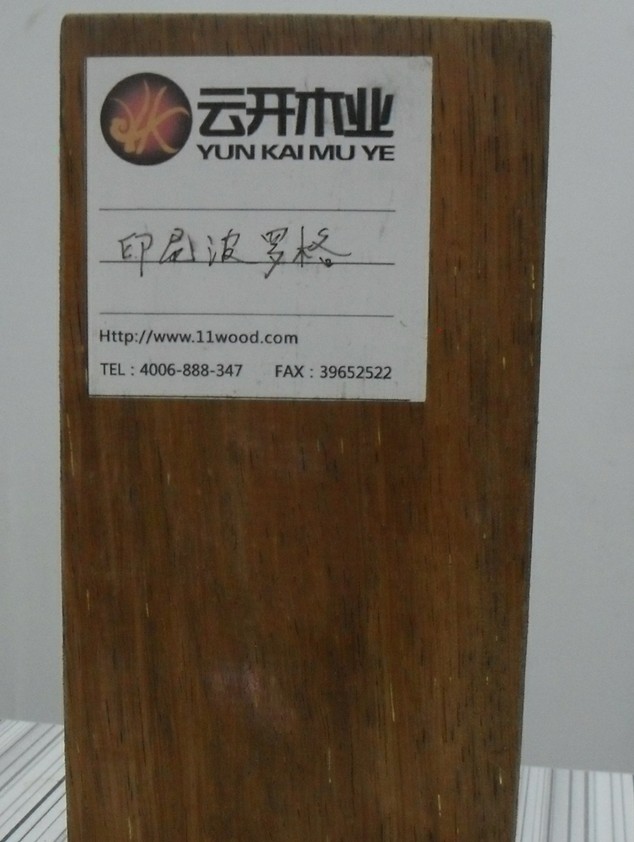 云开木业
YUN KAI MU YE
印尼波罗格
Http://www.11wood.com
TEL : 4006-888-347 FAX : 39652522